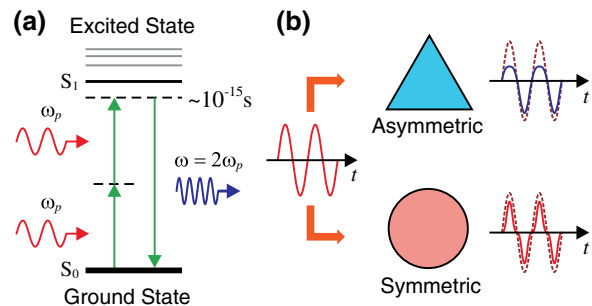 (a)
Excited State
S₁
~10⁻¹⁵s
ωₚ
ω = 2ωₚ
ωₚ
S₀
Ground State
(b)
t
Asymmetric
t
Symmetric
t